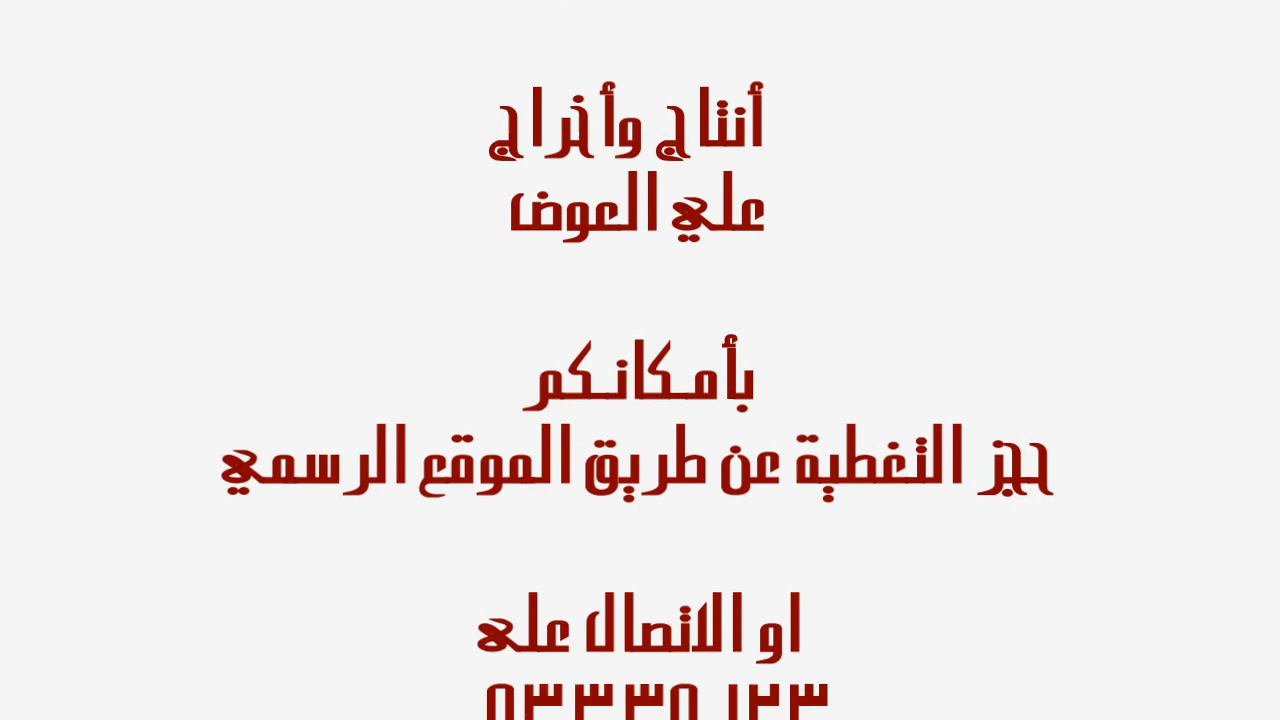 أنتاج وأخراج
علي العوض
بأمكانكم
حجز التغطية عن طريق الموقع الرسمي
او الاتصال على